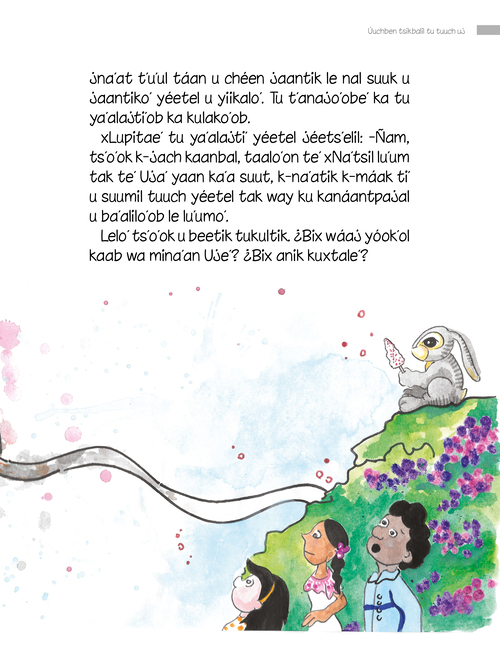 Úuchben tsikbalil tu tuuch uj
jna'at t'u'ul táan u chéen jaantik le nal suuk u
jaantiko' yéetel u yiikalo'. Tu t'anajo'obe' ka tu
ya'alajti'ob ka kulako'ob.
xLupitae' tu ya'alajti' yéetel jéets'elil: -Ñam,
ts'o'ok k-jach kaanbal, taalo'on te' xNa'tsil lu'um
tak te' Uja' yaan ka'a suut, k-na'atik k-máak ti'
u suumil tuuch yéetel tak way ku kanáantpajal
u ba'alilo'ob le lu'umo'.
Lelo' ts'o'ok u beetik tukultik. ¿Bix wáaj yóok'ol
kaab wa mina'an Uje'? ¿Bix anik kuxtale'?